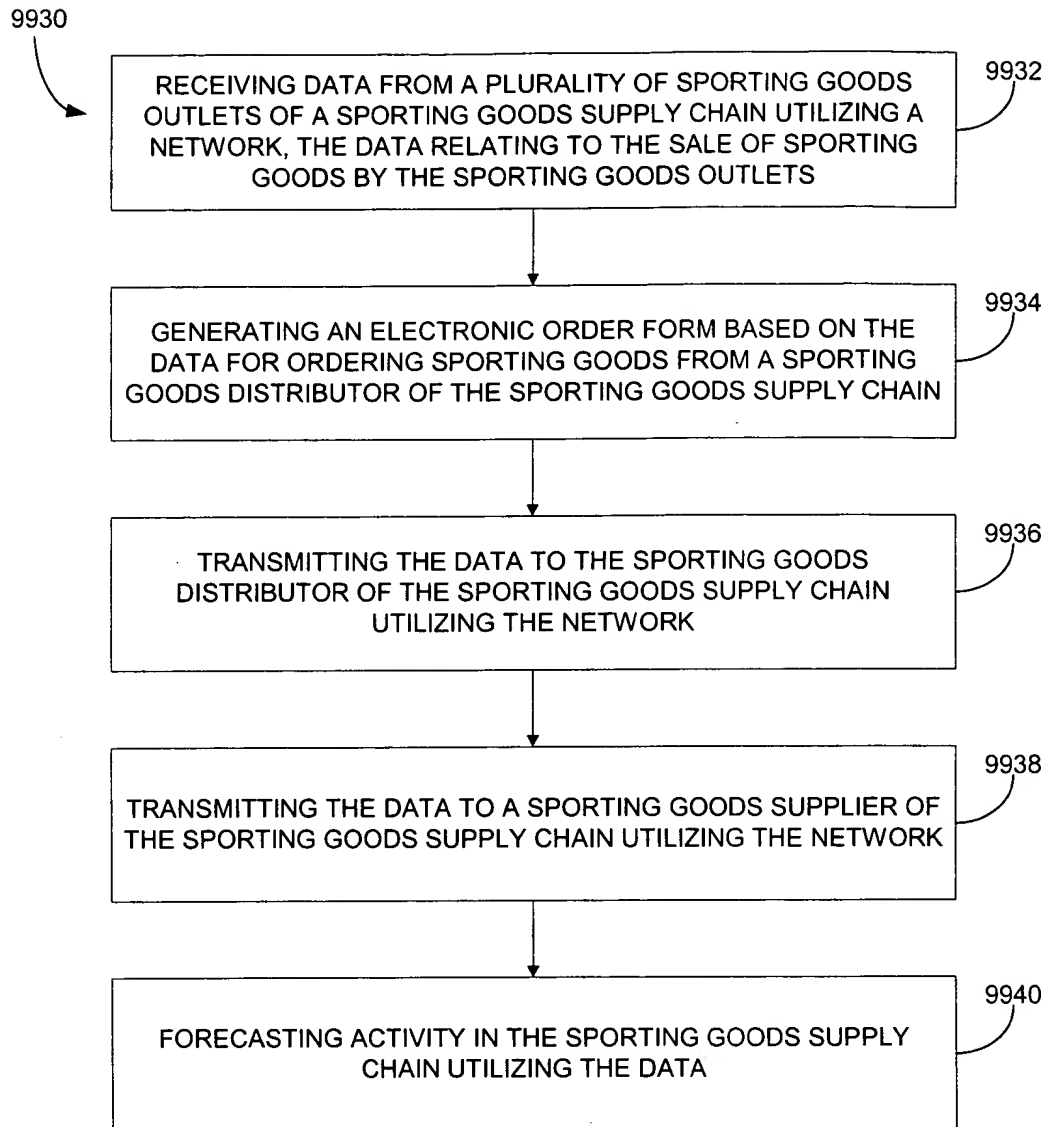 9930
RECEIVING DATA FROM A PLURALITY OF SPORTING GOODS
OUTLETS OF A SPORTING GOODS SUPPLY CHAIN UTILIZING A
NETWORK, THE DATA RELATING TO THE SALE OF SPORTING
GOODS BY THE SPORTING GOODS OUTLETS
9932
GENERATING AN ELECTRONIC ORDER FORM BASED ON THE
DATA FOR ORDERING SPORTING GOODS FROM A SPORTING
GOODS DISTRIBUTOR OF THE SPORTING GOODS SUPPLY CHAIN
9934
TRANSMITTING THE DATA TO THE SPORTING GOODS
DISTRIBUTOR OF THE SPORTING GOODS SUPPLY CHAIN
UTILIZING THE NETWORK
9936
TRANSMITTING THE DATA TO A SPORTING GOODS SUPPLIER OF
THE SPORTING GOODS SUPPLY CHAIN UTILIZING THE NETWORK
9938
FORECASTING ACTIVITY IN THE SPORTING GOODS SUPPLY
CHAIN UTILIZING THE DATA
9940